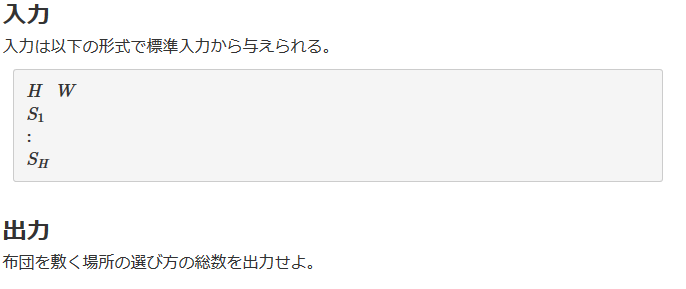 入力
入力は以下の形式で標準入力から与えられる。
H W
S_1
:
S_H
出力
布団を敷く場所の選び方の総数を出力せよ。